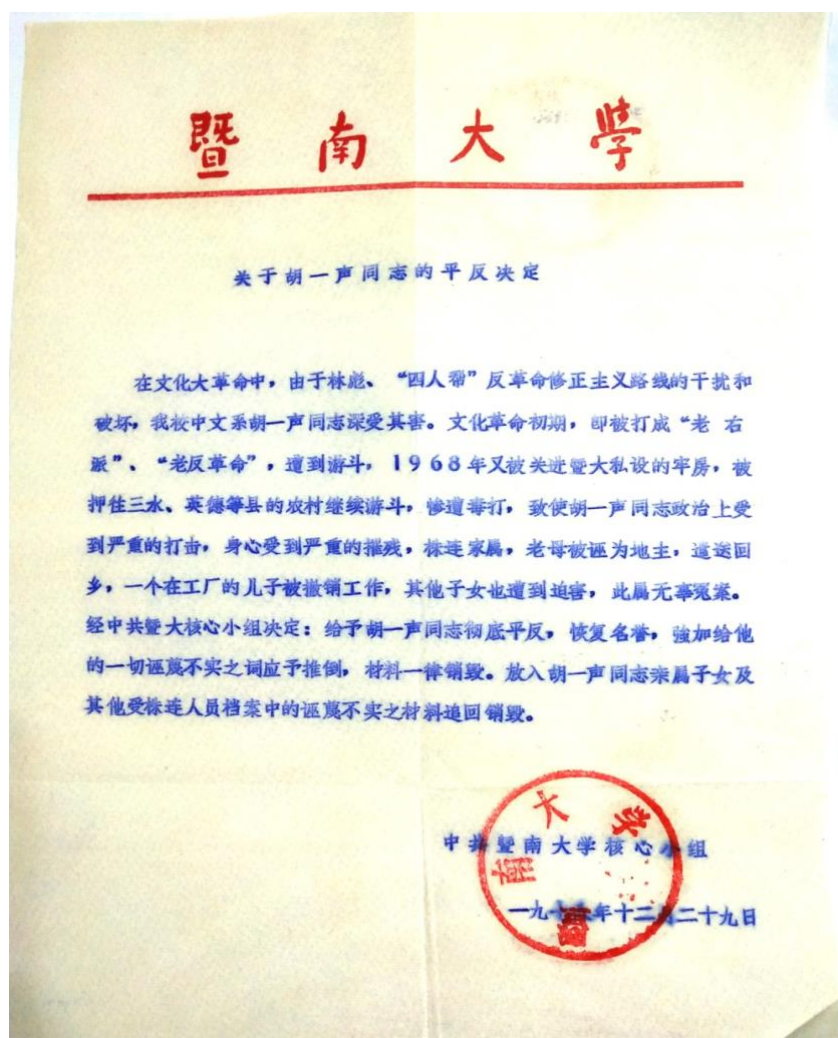 暨南大學
关于胡一声同志的平反决定
在文化大革命中，由于林彪、“四人帮”反革命修正主义路线的干扰和
破坏，我校中文系胡一声同志深受其害。文化革命初期，即被打成“老右
派”、“老反革命”，遭到游斗，1968年又被关进暨大私设的牢房，被
押往三水、英德等县的农村继续游斗，惨遭毒打，致使胡一声同志政治上受
到严重的打击，身心受到严重的摧残，株连家属，老母被诬为地主，遣送回
乡，一个在工厂的儿子被撤销工作，其他子女也遭到迫害，此属无辜冤案。
经中共暨大核心小组决定：给予胡一声同志彻底平反，恢复名誉，強加给他
的一切诬蔑不实之词应予推倒，材料一律销毁。放入胡一声同志亲属子女及
其他受株连人员档案中的诬蔑不实之材料追回销毁。
中共暨南大学核心小组
一九七年十二月二十九日
暨南大学